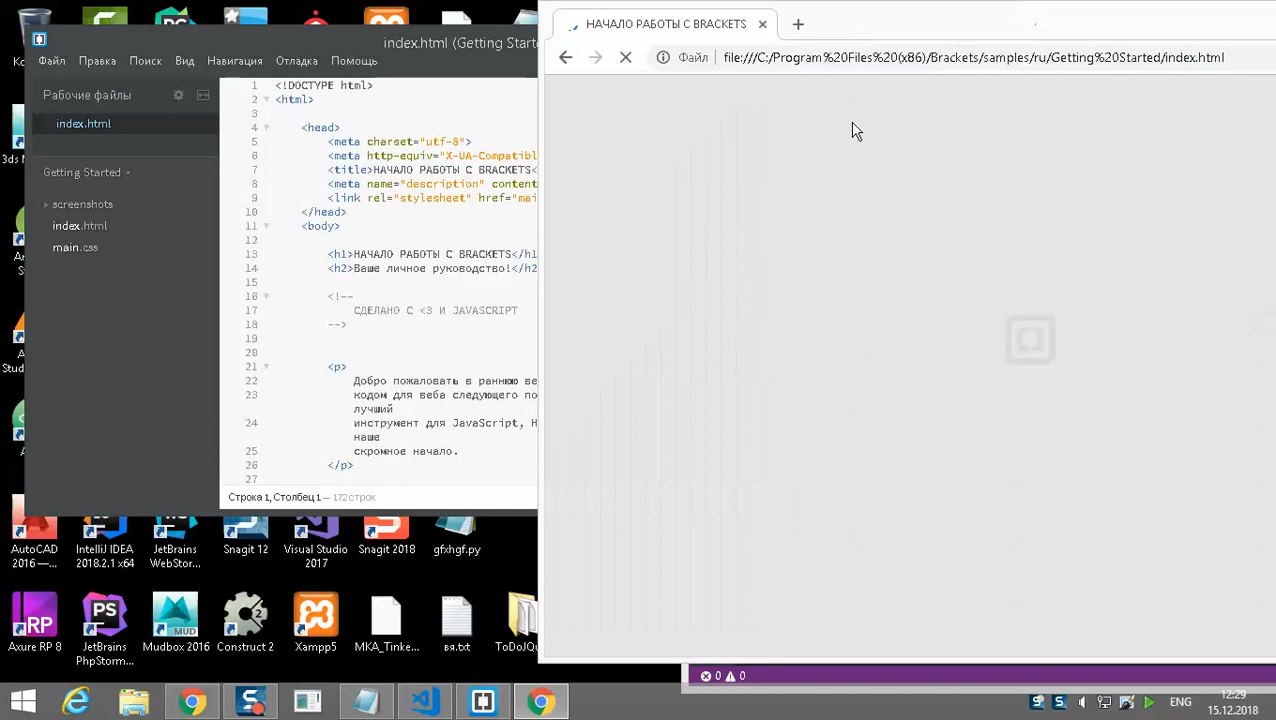 index.html (Getting Starte
Файл Правка Поиск Вид Навигация Отладка Помощь
Рабочие файлы
index.html
Getting Started
screenshots
index.html
main.css
1 <!DOCTYPE html>
2 <html>
3
4 <head>
5 <meta charset="utf-8">
6 <meta http-equiv="X-UA-Compatibl
7 <title>НАЧАЛО РАБОТЫ С BRACKETS<
8 <meta name="description" content
9 <link rel="stylesheet" href="mai
10 </head>
11 <body>
12
13 <h1>НАЧАЛО РАБОТЫ С BRACKETS</h1
14 <h2>Ваше личное руководство!</h2
15
16 <!--
17 СДЕЛАНО С <3 И JAVASCRIPT
18 -->
19
20
21 <p>
22 Добро пожаловать в раннюю ве
23 кодом для веба следующего по
лучший
24 инструмент для JavaScript, H
наше
25 скромное начало.
26 </p>
27
Строка 1, Столбец 1 — 172 строк
НАЧАЛО РАБОТЫ С BRACKETS
Файл file:///C:/Program%20Files%20(x86)/Brackets/samples/ru/Getting%20Started/index.html
3ds M
Studi
AutoCAD 2016 —...
IntelliJ IDEA 2018.2.1 x64
JetBrains WebStor...
Snagit 12
Visual Studio 2017
Snagit 2018
gfxhgf.py
Axure RP 8
JetBrains PhpStorm...
Mudbox 2016
Construct 2
Xampp5
MKA_Tinke...
вя.txt
ToDoJQu
0 0
ENG
12:29
15.12.2018